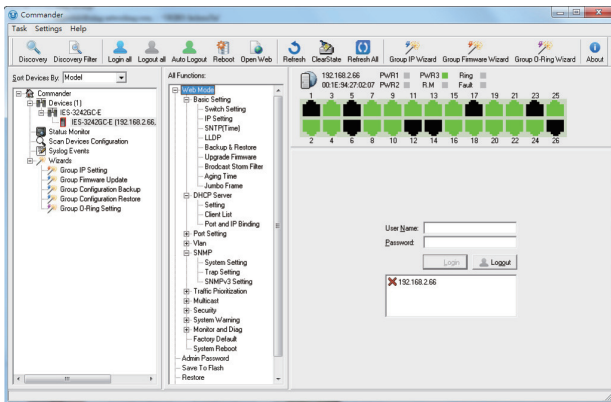 Commander
Task Settings Help
Discovery Discovery Filter Login all Logout all Auto Logout Reboot Open Web Refresh ClearState Refresh All Group IP Wizard Group Firmware Wizard Group O-Ring Wizard About
Sort Devices By: Model
Commander
Devices (1)
IES-3242GC-E
IES-3242GC-E (192.168.2.66,
Status Monitor
Scan Devices Configuration
Syslog Events
Wizards
Group IP Setting
Group Firmware Update
Group Configuration Backup
Group Configuration Restore
Group O-Ring Setting
All Functions:
Web Mode
Basic Setting
Switch Setting
IP Setting
SNTP(Time)
LLDP
Backup & Restore
Upgrade Firmware
Brodcast Storm Filter
Aging Time
Jumbo Frame
DHCP Server
Setting
Client List
Port and IP Binding
Port Setting
Vlan
SNMP
System Setting
Trap Setting
SNMPv3 Setting
Traffic Prioritization
Multicast
Security
System Warning
Monitor and Diag
Factory Default
System Reboot
Admin Password
Save To Flash
Restore
192.168.2.66 PWR1 PWR3 Ring
00:1E:94:27:02:07 PWR2 R.M Fault
1 3 5 7 9 11 13 15 17 19 21 23 25
2 4 6 8 10 12 14 16 18 20 22 24 26
User Name:
Password:
Login Loggut
192.168.2.66